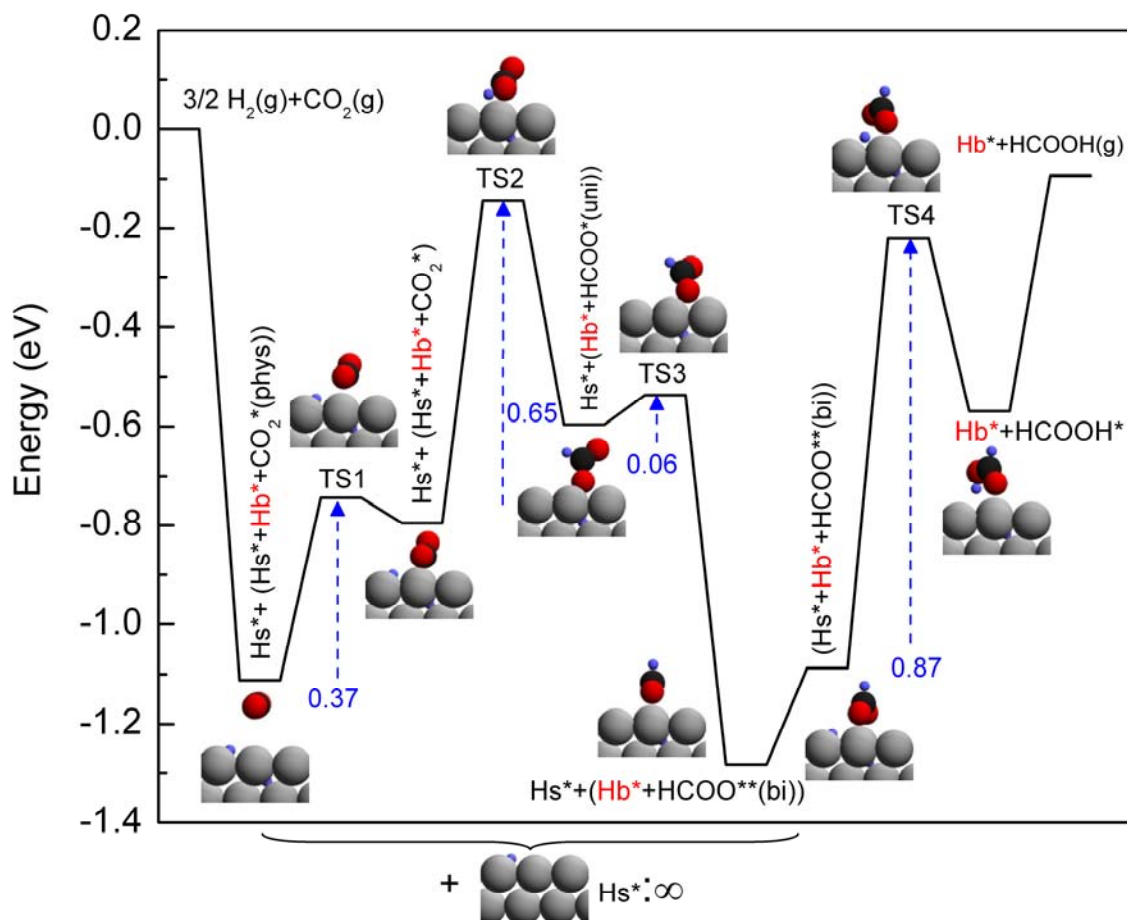 0.2
0.0
-0.2
-0.4
-0.6
-0.8
-1.0
-1.2
-1.4
Energy (eV)
3/2 H₂(g)+CO₂(g)
Hs*+ (Hs*+Hb*+CO₂*(phys))
TS1
0.37
Hs*+ (Hs*+Hb*+CO₂*)
TS2
0.65
Hs*+(Hb*+HCOO*(uni))
TS3
0.06
Hs*+(Hb*+HCOO**(bi))
(Hs*+Hb*+HCOO**(bi))
TS4
0.87
Hb*+HCOOH*
Hb*+HCOOH(g)
+ Hs*:∞